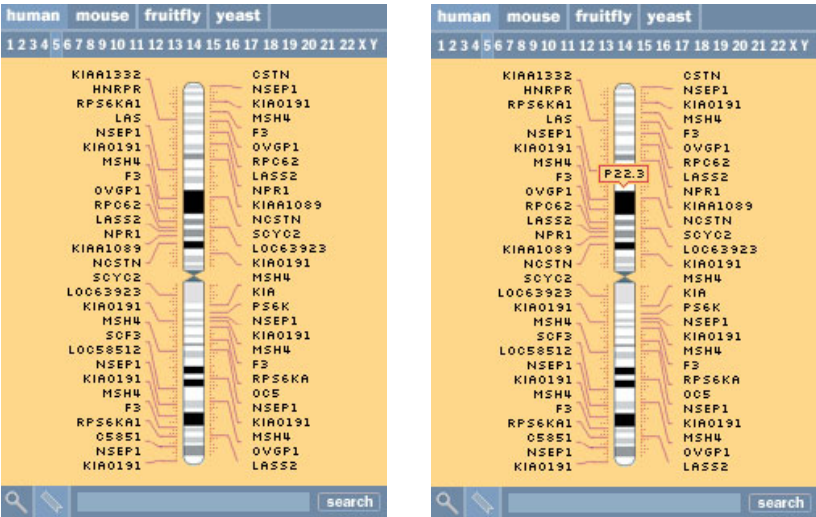 human mouse fruitfly yeast
1 2 3 4 5 6 7 8 9 10 11 12 13 14 15 16 17 18 19 20 21 22 X Y
KIAA1332
HNRPR
RPS6KA1
LAS
NSEP1
KIA0191
MSH4
F3
OVGP1
RPC62
LASS2
NPR1
KIAA1089
NCSTN
SCYC2
LOC63923
KIA0191
MSH4
SCF3
LOC58512
NSEP1
KIA0191
MSH4
F3
RPS6KA1
C5851
NSEP1
KIA0191
CSTN
NSEP1
KIA0191
MSH4
F3
OVGP1
RPC62
LASS2
NPR1
KIAA1089
NCSTN
SCYC2
LOC63923
KIA0191
MSH4
KIA
PS6K
NSEP1
KIA0191
MSH4
F3
RPS6KA
OC5
NSEP1
KIA0191
MSH4
OVGP1
LASS2
search
human mouse fruitfly yeast
1 2 3 4 5 6 7 8 9 10 11 12 13 14 15 16 17 18 19 20 21 22 X Y
KIAA1332
HNRPR
RPS6KA1
LAS
NSEP1
KIA0191
MSH4
F3
OVGP1
RPC62
LASS2
NPR1
KIAA1089
NCSTN
SCYC2
LOC63923
KIA0191
MSH4
SCF3
LOC58512
NSEP1
KIA0191
MSH4
F3
RPS6KA1
C5851
NSEP1
KIA0191
P22.3
CSTN
NSEP1
KIA0191
MSH4
F3
OVGP1
RPC62
LASS2
NPR1
KIAA1089
NCSTN
SCYC2
LOC63923
KIA0191
MSH4
KIA
PS6K
NSEP1
KIA0191
MSH4
F3
RPS6KA
OC5
NSEP1
KIA0191
MSH4
OVGP1
LASS2
search